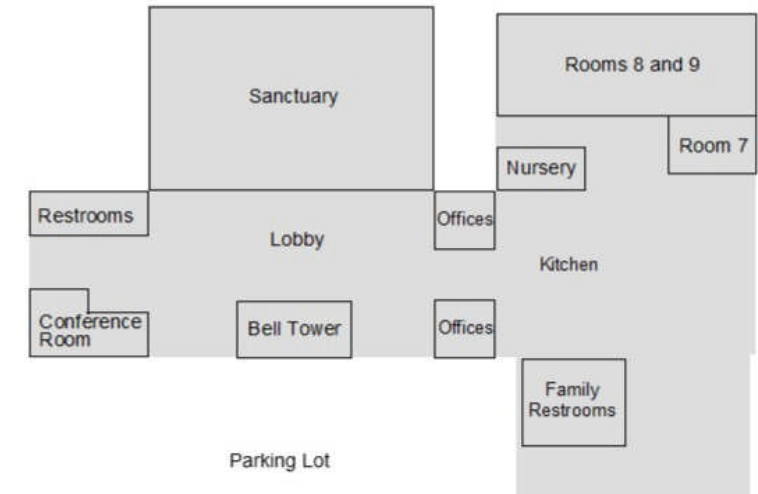 Sanctuary
Rooms 8 and 9
Room 7
Nursery
Restrooms
Offices
Lobby
Kitchen
Conference
Room
Bell Tower
Offices
Family
Restrooms
Parking Lot